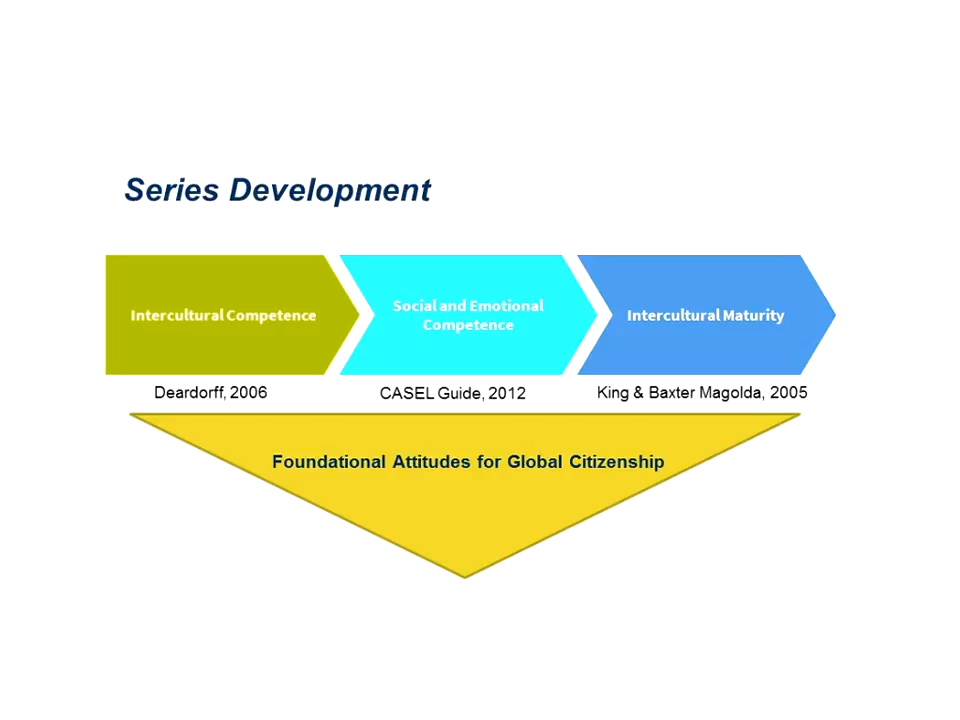 Series Development
Intercultural Competence
Social and Emotional
Competence
Intercultural Maturity
Deardorff, 2006
CASEL Guide, 2012
King & Baxter Magolda, 2005
Foundational Attitudes for Global Citizenship